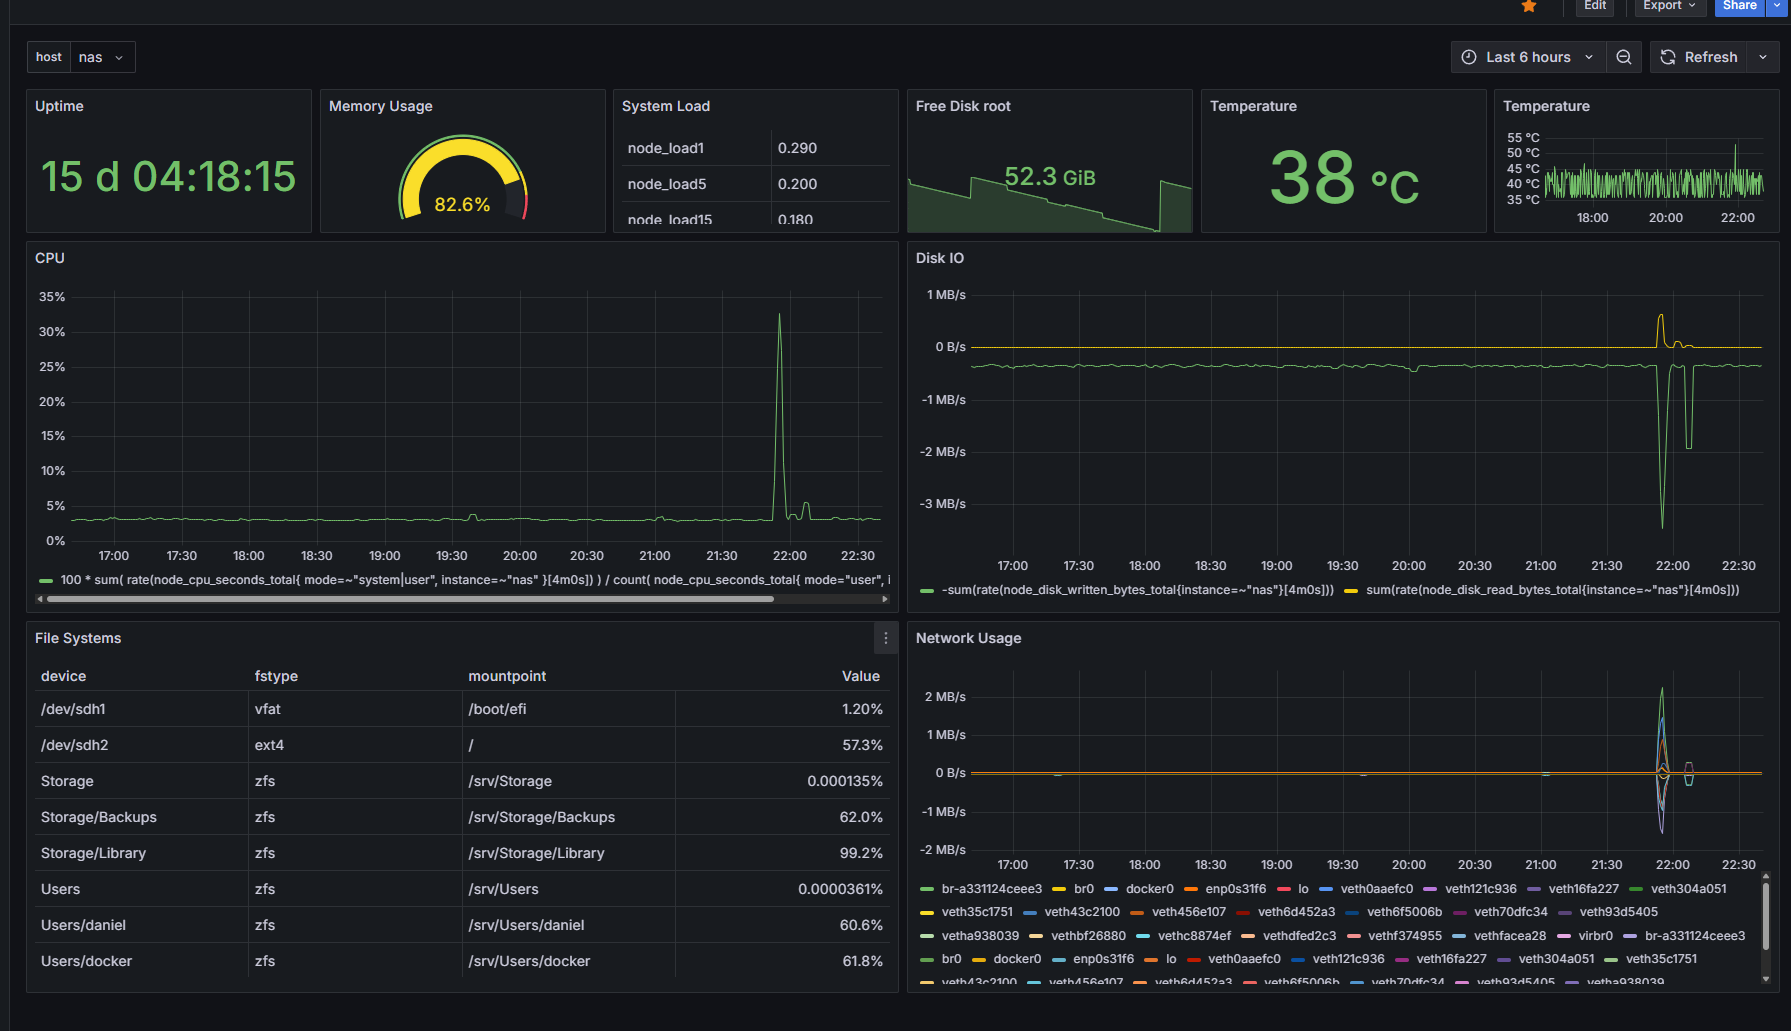 Edit Export Share
host nas Last 6 hours Refresh
Uptime
15 d 04:18:15
Memory Usage
82.6%
System Load
node_load1 0.290
node_load5 0.200
node_load15 0.180
Free Disk root
52.3 GiB
Temperature
38 °C
Temperature
55 °C
50 °C
45 °C
40 °C
35 °C
18:00 20:00 22:00
CPU
35%
30%
25%
20%
15%
10%
5%
0%
17:00 17:30 18:00 18:30 19:00 19:30 20:00 20:30 21:00 21:30 22:00 22:30
100 * sum( rate(node_cpu_seconds_total{ mode=~"system|user", instance=~"nas" }[4m0s]) ) / count( node_cpu_seconds_total{ mode="user", i
Disk IO
1 MB/s
0 B/s
-1 MB/s
-2 MB/s
-3 MB/s
17:00 17:30 18:00 18:30 19:00 19:30 20:00 20:30 21:00 21:30 22:00 22:30
-sum(rate(node_disk_written_bytes_total{instance=~"nas"}[4m0s])) sum(rate(node_disk_read_bytes_total{instance=~"nas"}[4m0s]))
File Systems
device fstype mountpoint Value
/dev/sdh1 vfat /boot/efi 1.20%
/dev/sdh2 ext4 / 57.3%
Storage zfs /srv/Storage 0.000135%
Storage/Backups zfs /srv/Storage/Backups 62.0%
Storage/Library zfs /srv/Storage/Library 99.2%
Users zfs /srv/Users 0.0000361%
Users/daniel zfs /srv/Users/daniel 60.6%
Users/docker zfs /srv/Users/docker 61.8%
Network Usage
2 MB/s
1 MB/s
0 B/s
-1 MB/s
-2 MB/s
17:00 17:30 18:00 18:30 19:00 19:30 20:00 20:30 21:00 21:30 22:00 22:30
br-a331124ceee3 br0 docker0 enp0s31f6 lo veth0aaefc0 veth121c936 veth16fa227 veth304a051
veth35c1751 veth43c2100 veth456e107 veth6d452a3 veth6f5006b veth70dfc34 veth93d5405
vetha938039 vethbf26880 vethc8874ef vethdfed2c3 vethf374955 vethfacea28 virbr0 br-a331124ceee3
br0 docker0 enp0s31f6 lo veth0aaefc0 veth121c936 veth16fa227 veth304a051 veth35c1751
veth43c2100 veth456e107 veth6d452a3 veth6f5006b veth70dfc34 veth93d5405 vetha938039